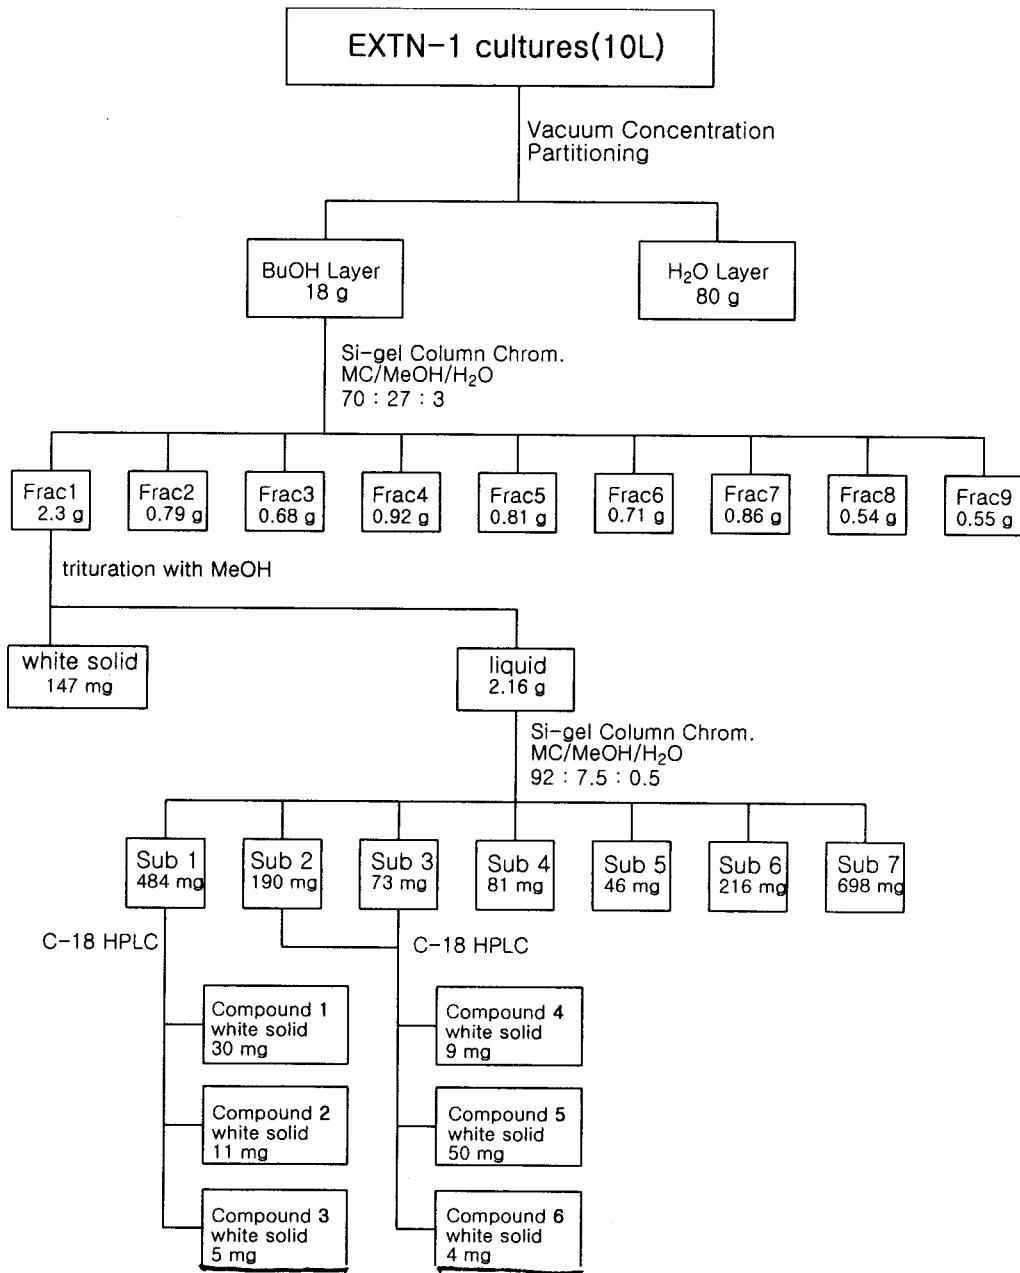 EXTN-1 cultures(10L)
Vacuum Concentration
Partitioning
BuOH Layer
18 g
H₂O Layer
80 g
Si-gel Column Chrom.
MC/MeOH/H₂O
70 : 27 : 3
Frac1
2.3 g
Frac2
0.79 g
Frac3
0.68 g
Frac4
0.92 g
Frac5
0.81 g
Frac6
0.71 g
Frac7
0.86 g
Frac8
0.54 g
Frac9
0.55 g
trituration with MeOH
white solid
147 mg
liquid
2.16 g
Si-gel Column Chrom.
MC/MeOH/H₂O
92 : 7.5 : 0.5
Sub 1
484 mg
Sub 2
190 mg
Sub 3
73 mg
Sub 4
81 mg
Sub 5
46 mg
Sub 6
216 mg
Sub 7
698 mg
C-18 HPLC
C-18 HPLC
Compound 1
white solid
30 mg
Compound 2
white solid
11 mg
Compound 3
white solid
5 mg
Compound 4
white solid
9 mg
Compound 5
white solid
50 mg
Compound 6
white solid
4 mg